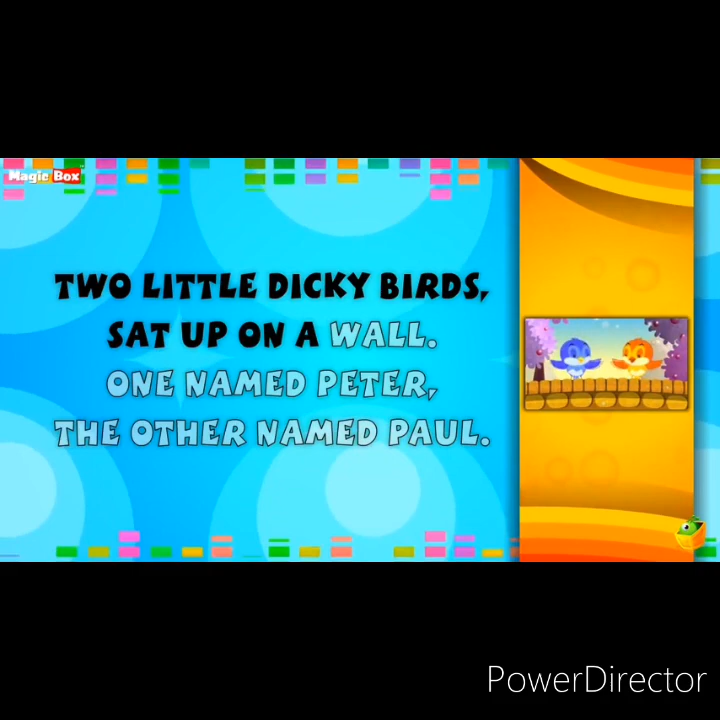 Magic Box
TWO LITTLE DICKY BIRDS,
SAT UP ON A WALL.
ONE NAMED PETER,
THE OTHER NAMED PAUL.
PowerDirector